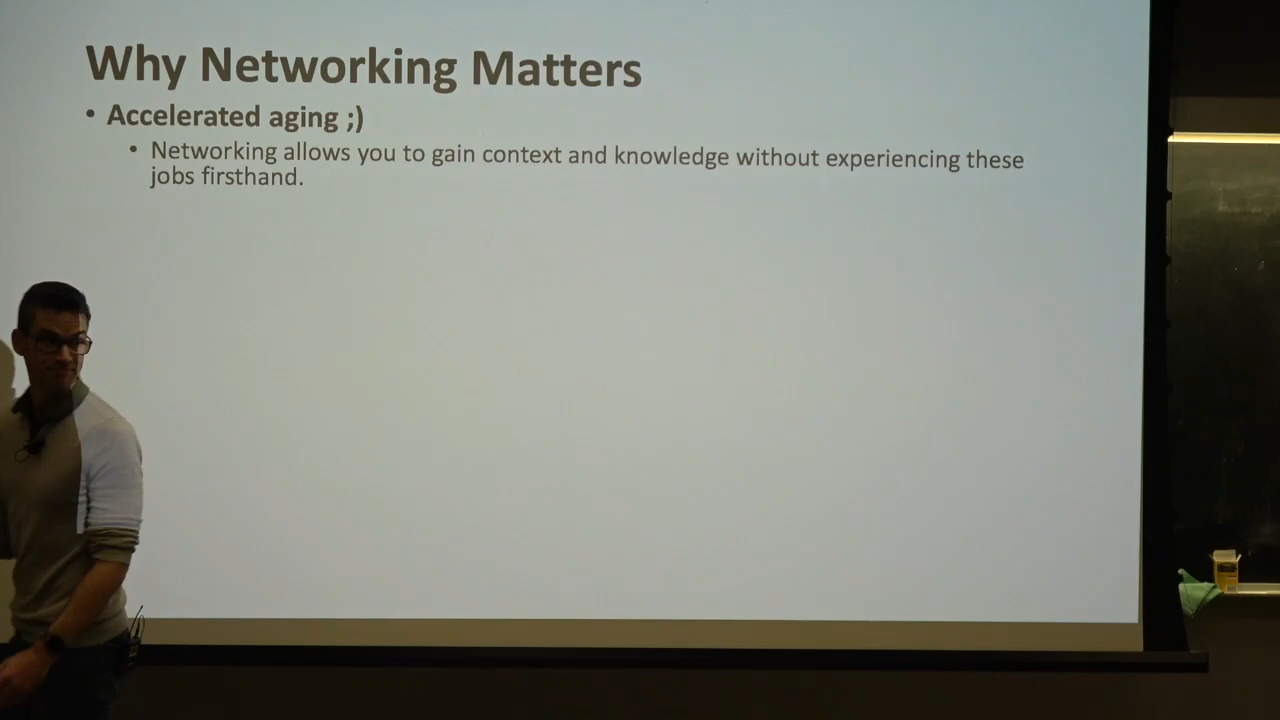 Why Networking Matters
• Accelerated aging ;)
• Networking allows you to gain context and knowledge without experiencing these
jobs firsthand.